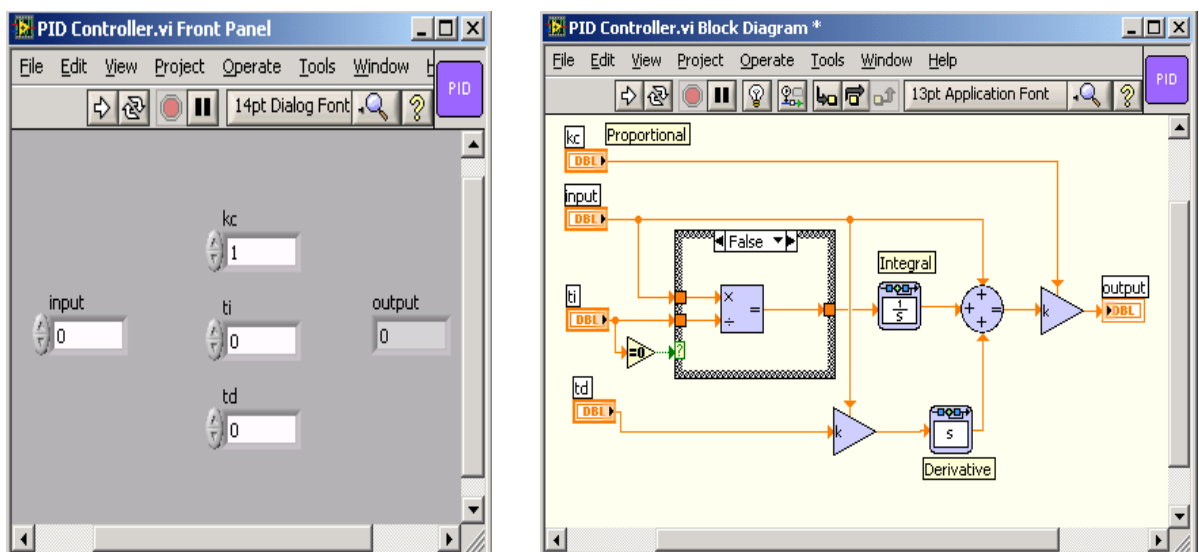 PID Controller.vi Front Panel
File Edit View Project Operate Tools Window H
PID
14pt Dialog Font
?
kc
1
input
0
ti
0
output
0
td
0
PID Controller.vi Block Diagram *
File Edit View Project Operate Tools Window Help
PID
13pt Application Font
?
kc
Proportional
DBL
input
DBL
False
Integral
1
s
ti
DBL
×
÷
=
=0
?
+
+ =
+
k
output
DBL
td
DBL
k
s
Derivative